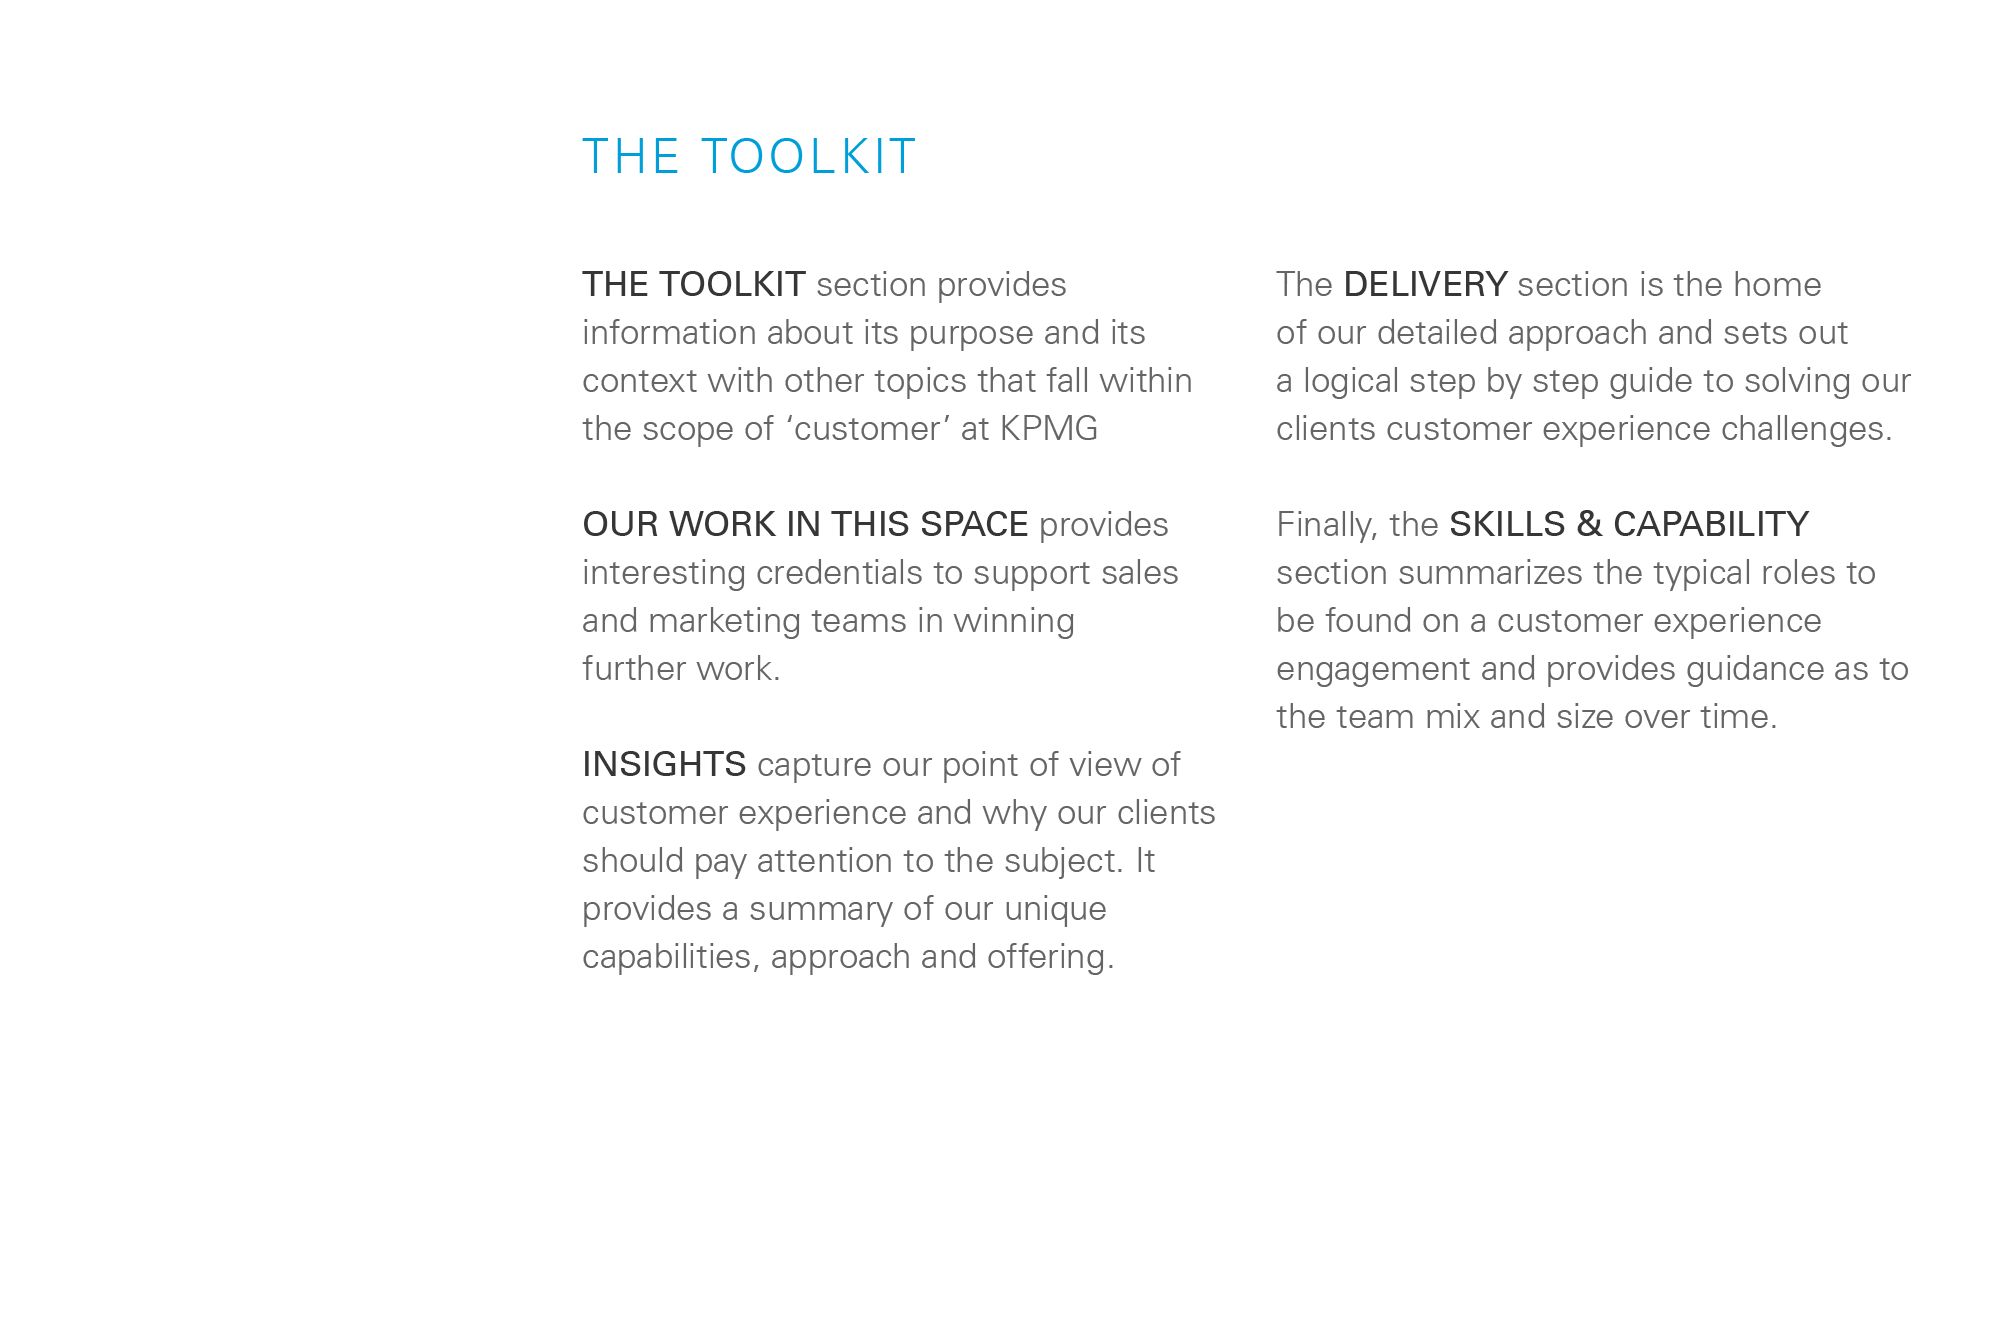 THE TOOLKIT
THE TOOLKIT section provides
information about its purpose and its
context with other topics that fall within
the scope of ‘customer’ at KPMG
OUR WORK IN THIS SPACE provides
interesting credentials to support sales
and marketing teams in winning
further work.
INSIGHTS capture our point of view of
customer experience and why our clients
should pay attention to the subject. It
provides a summary of our unique
capabilities, approach and offering.
The DELIVERY section is the home
of our detailed approach and sets out
a logical step by step guide to solving our
clients customer experience challenges.
Finally, the SKILLS & CAPABILITY
section summarizes the typical roles to
be found on a customer experience
engagement and provides guidance as to
the team mix and size over time.